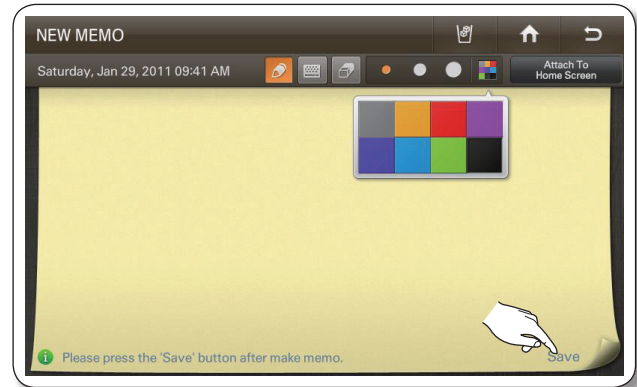 NEW MEMO
Saturday, Jan 29, 2011 09:41 AM
Attach To
Home Screen
Please press the 'Save' button after make memo.
Save